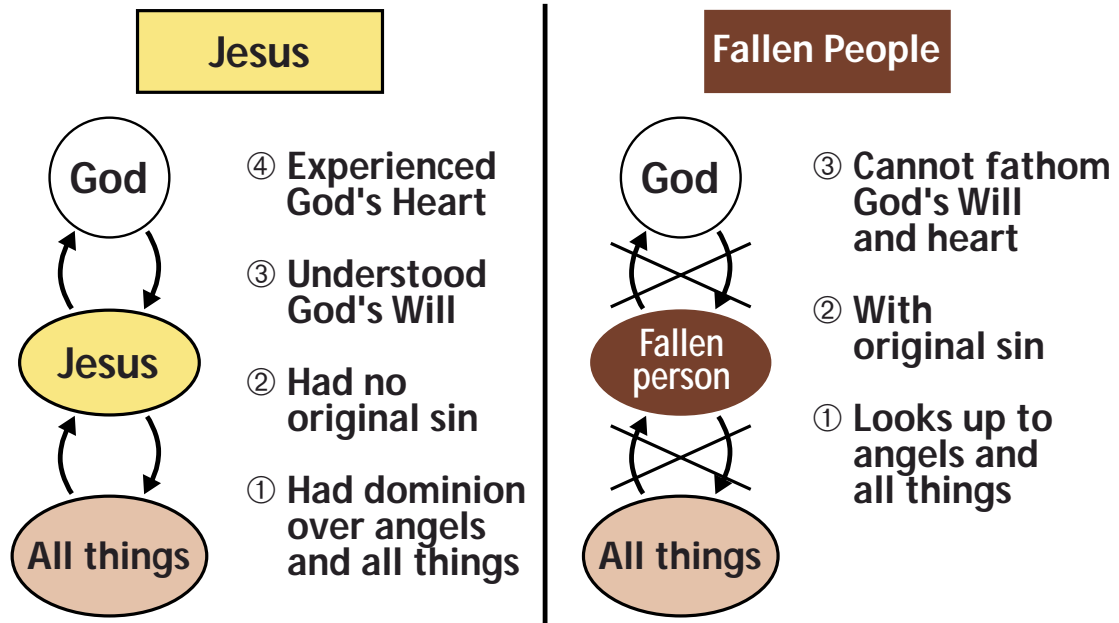 Jesus
God
④ Experienced
God's Heart
③ Understood
God's Will
Jesus
② Had no
original sin
① Had dominion
over angels
and all things
All things
Fallen People
God
③ Cannot fathom
God's Will
and heart
② With
original sin
Fallen
person
① Looks up to
angels and
all things
All things